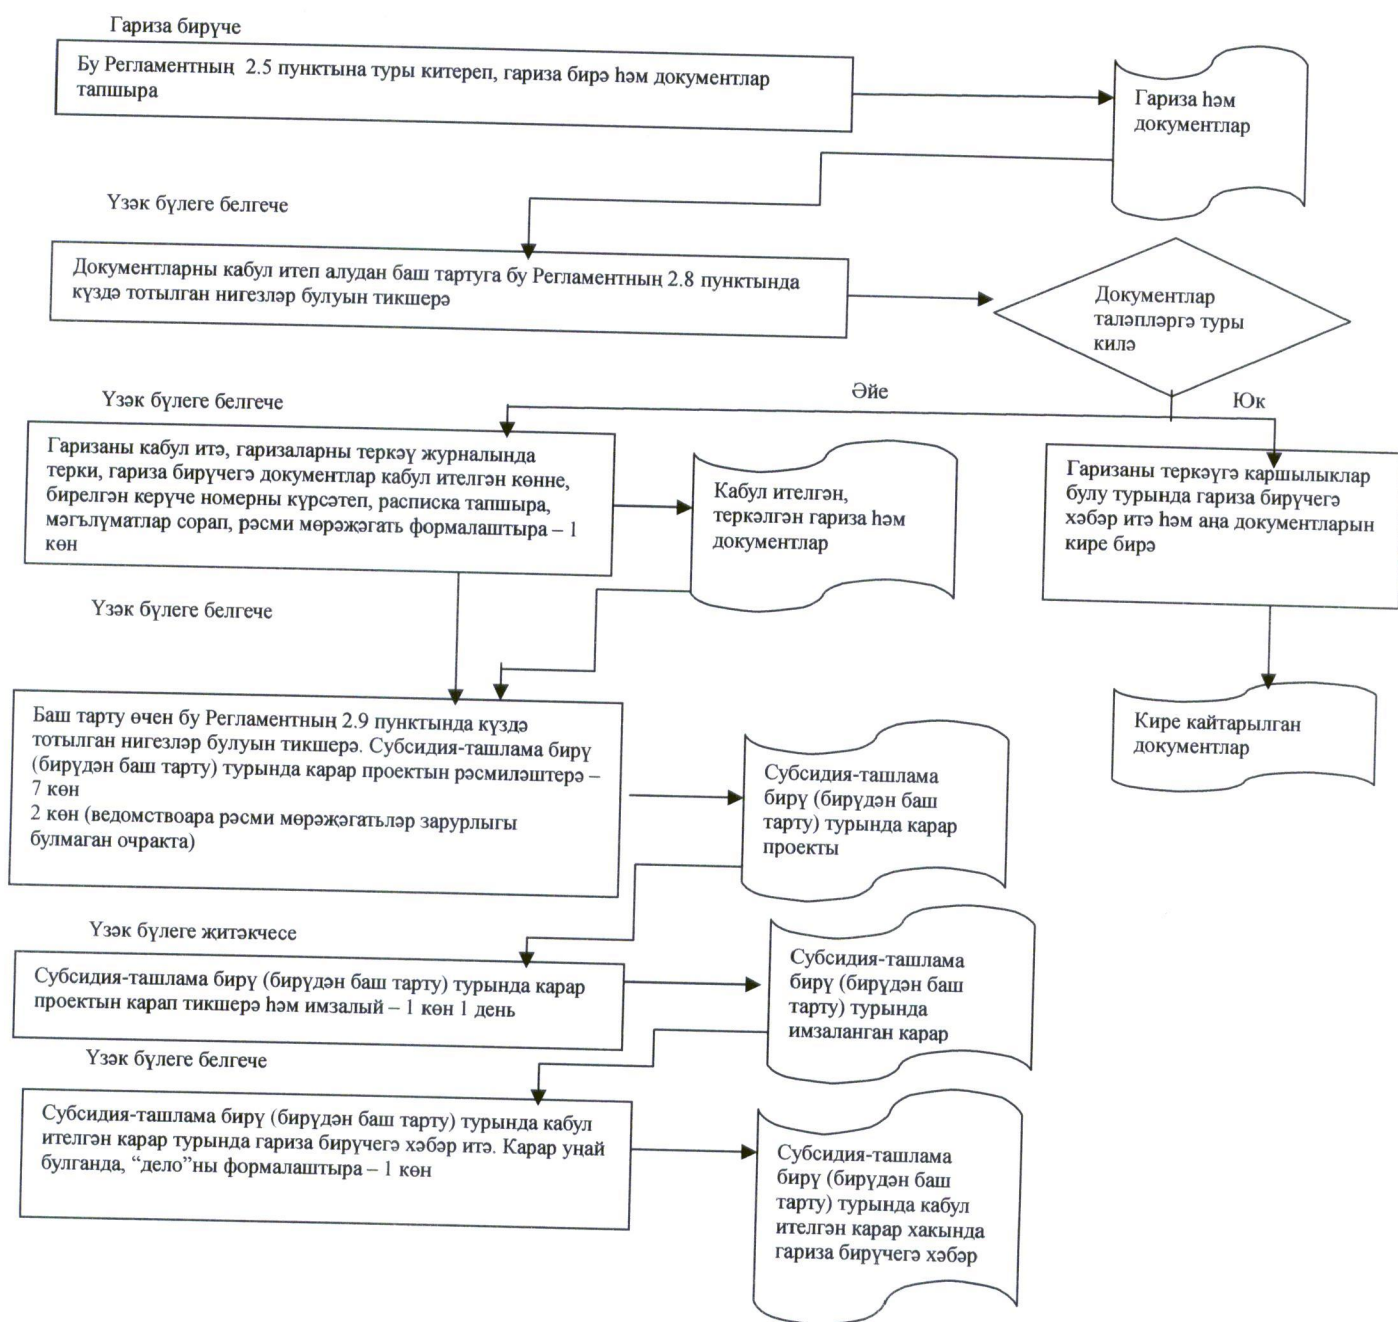 Гариза бирүче
Бу Регламентның 2.5 пунктына туры китереп, гариза бирә һәм документлар
тапшыра
Гариза һәм
документлар
Үзәк бүлеге белгече
Документларны кабул итеп алудан баш тартуга бу Регламентның 2.8 пунктында
күздә тотылган нигезләр булуын тикшерә
Документлар
таләпләргә туры
килә
Үзәк бүлеге белгече
Әйе
Юк
Гаризаны кабул итә, гаризаларны теркәү журналында
терки, гариза бирүчегә документлар кабул ителгән көнне,
бирелгән керүче номерны күрсәтеп, расписка тапшыра,
мәгълүматлар сорап, рәсми мөрәҗәгать формалаштыра – 1
көн
Кабул ителгән,
теркәлгән гариза һәм
документлар
Гаризаны теркәүгә каршылыклар
булу турында гариза бирүчегә
хәбәр итә һәм аңа документларын
кире бирә
Үзәк бүлеге белгече
Баш тарту өчен бу Регламентның 2.9 пунктында күздә
тотылган нигезләр булуын тикшерә. Субсидия-ташлама бирү
(бирүдән баш тарту) турында карар проектын рәсмиләштерә –
7 көн
2 көн (ведомствоара рәсми мөрәҗәгатьләр зарурлыгы
булмаган очракта)
Субсидия-ташлама
бирү (бирүдән баш
тарту) турында карар
проекты
Кире кайтарылган
документлар
Үзәк бүлеге җитәкчесе
Субсидия-ташлама бирү (бирүдән баш тарту) турында карар
проектын карап тикшерә һәм имзалый – 1 көн 1 день
Субсидия-ташлама
бирү (бирүдән баш
тарту) турында
имзаланган карар
Үзәк бүлеге белгече
Субсидия-ташлама бирү (бирүдән баш тарту) турында кабул
ителгән карар турында гариза бирүчегә хәбәр итә. Карар унай
булганда, “дело”ны формалаштыра – 1 көн
Субсидия-ташлама
бирү (бирүдән баш
тарту) турында кабул
ителгән карар хакында
гариза бирүчегә хәбәр